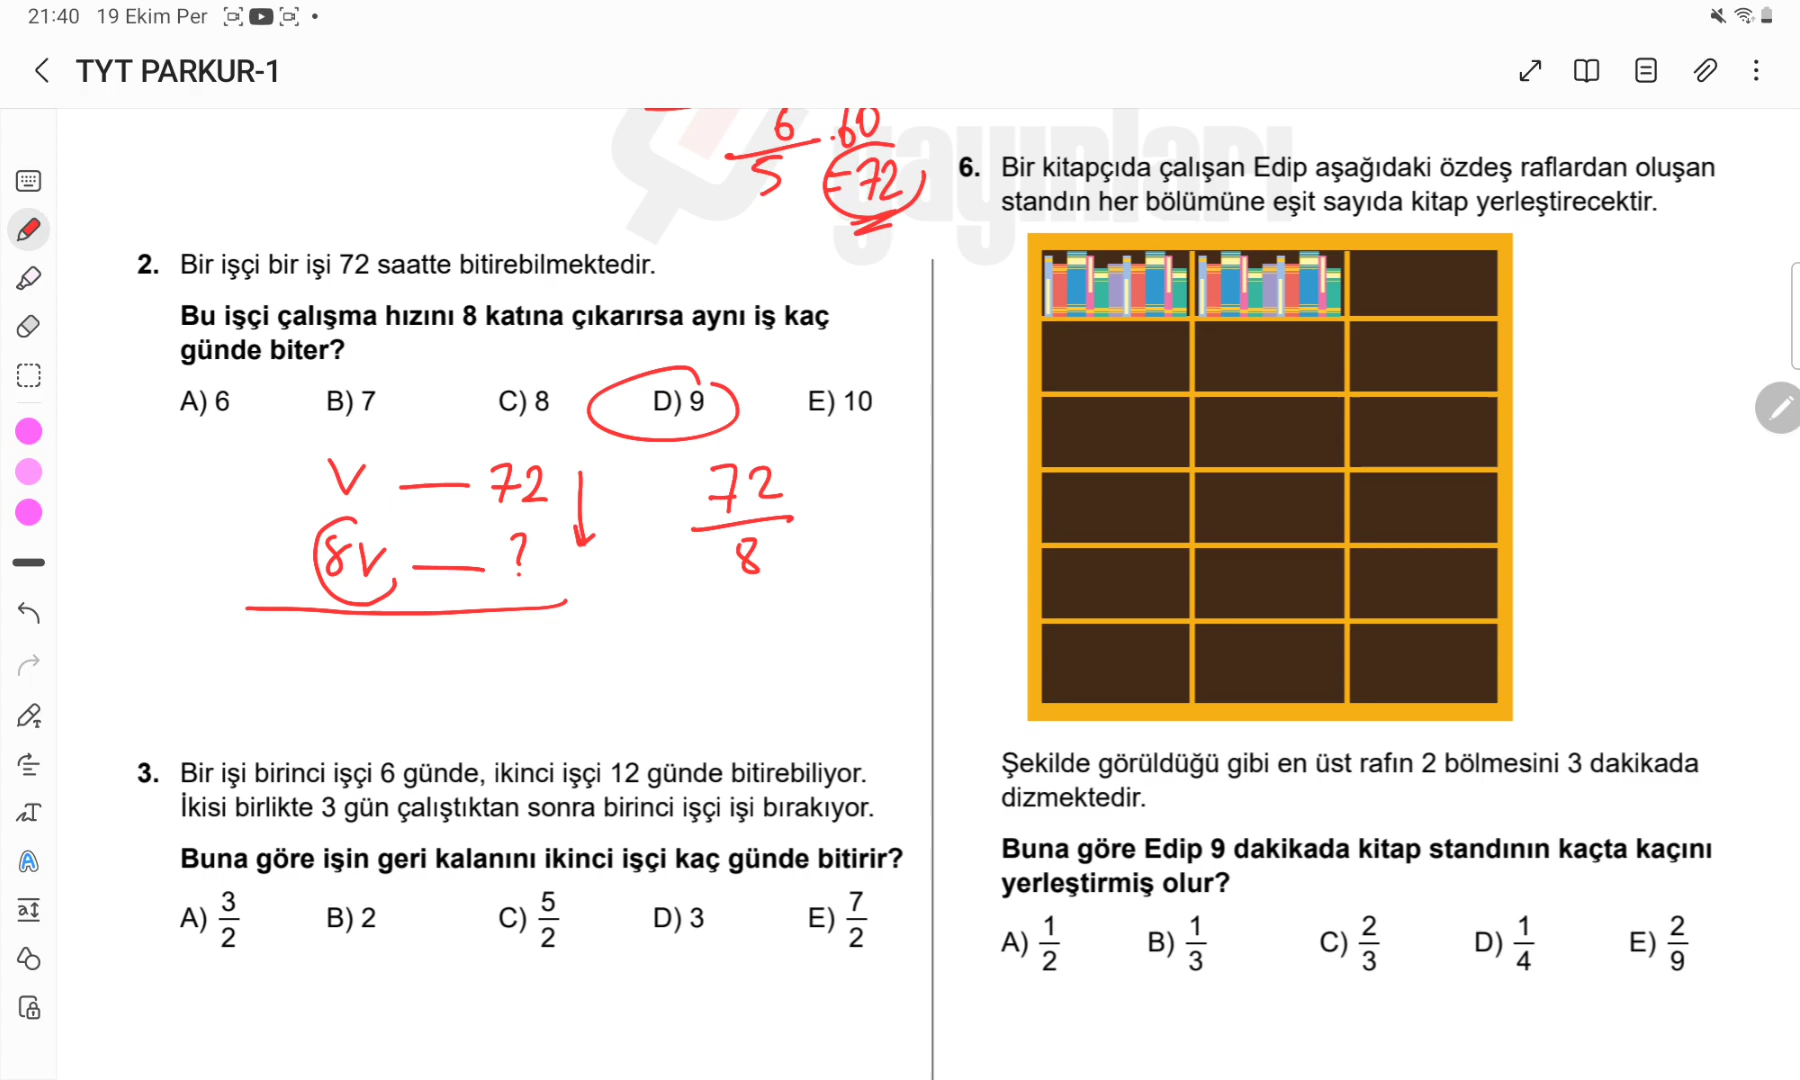 21:40 19 Ekim Per
TYT PARKUR-1
6/5 .60
=72
yayınları
2. Bir işçi bir işi 72 saatte bitirebilmektedir.
Bu işçi çalışma hızını 8 katına çıkarırsa aynı iş kaç
günde biter?
A) 6 B) 7 C) 8 D) 9 E) 10
V — 72
8V — ?
72/8
3. Bir işi birinci işçi 6 günde, ikinci işçi 12 günde bitirebiliyor.
İkisi birlikte 3 gün çalıştıktan sonra birinci işçi işi bırakıyor.
Buna göre işin geri kalanını ikinci işçi kaç günde bitirir?
A) 3/2 B) 2 C) 5/2 D) 3 E) 7/2
6. Bir kitapçıda çalışan Edip aşağıdaki özdeş raflardan oluşan
standın her bölümüne eşit sayıda kitap yerleştirecektir.
Şekilde görüldüğü gibi en üst rafın 2 bölmesini 3 dakikada
dizmektedir.
Buna göre Edip 9 dakikada kitap standının kaçta kaçını
yerleştirmiş olur?
A) 1/2 B) 1/3 C) 2/3 D) 1/4 E) 2/9